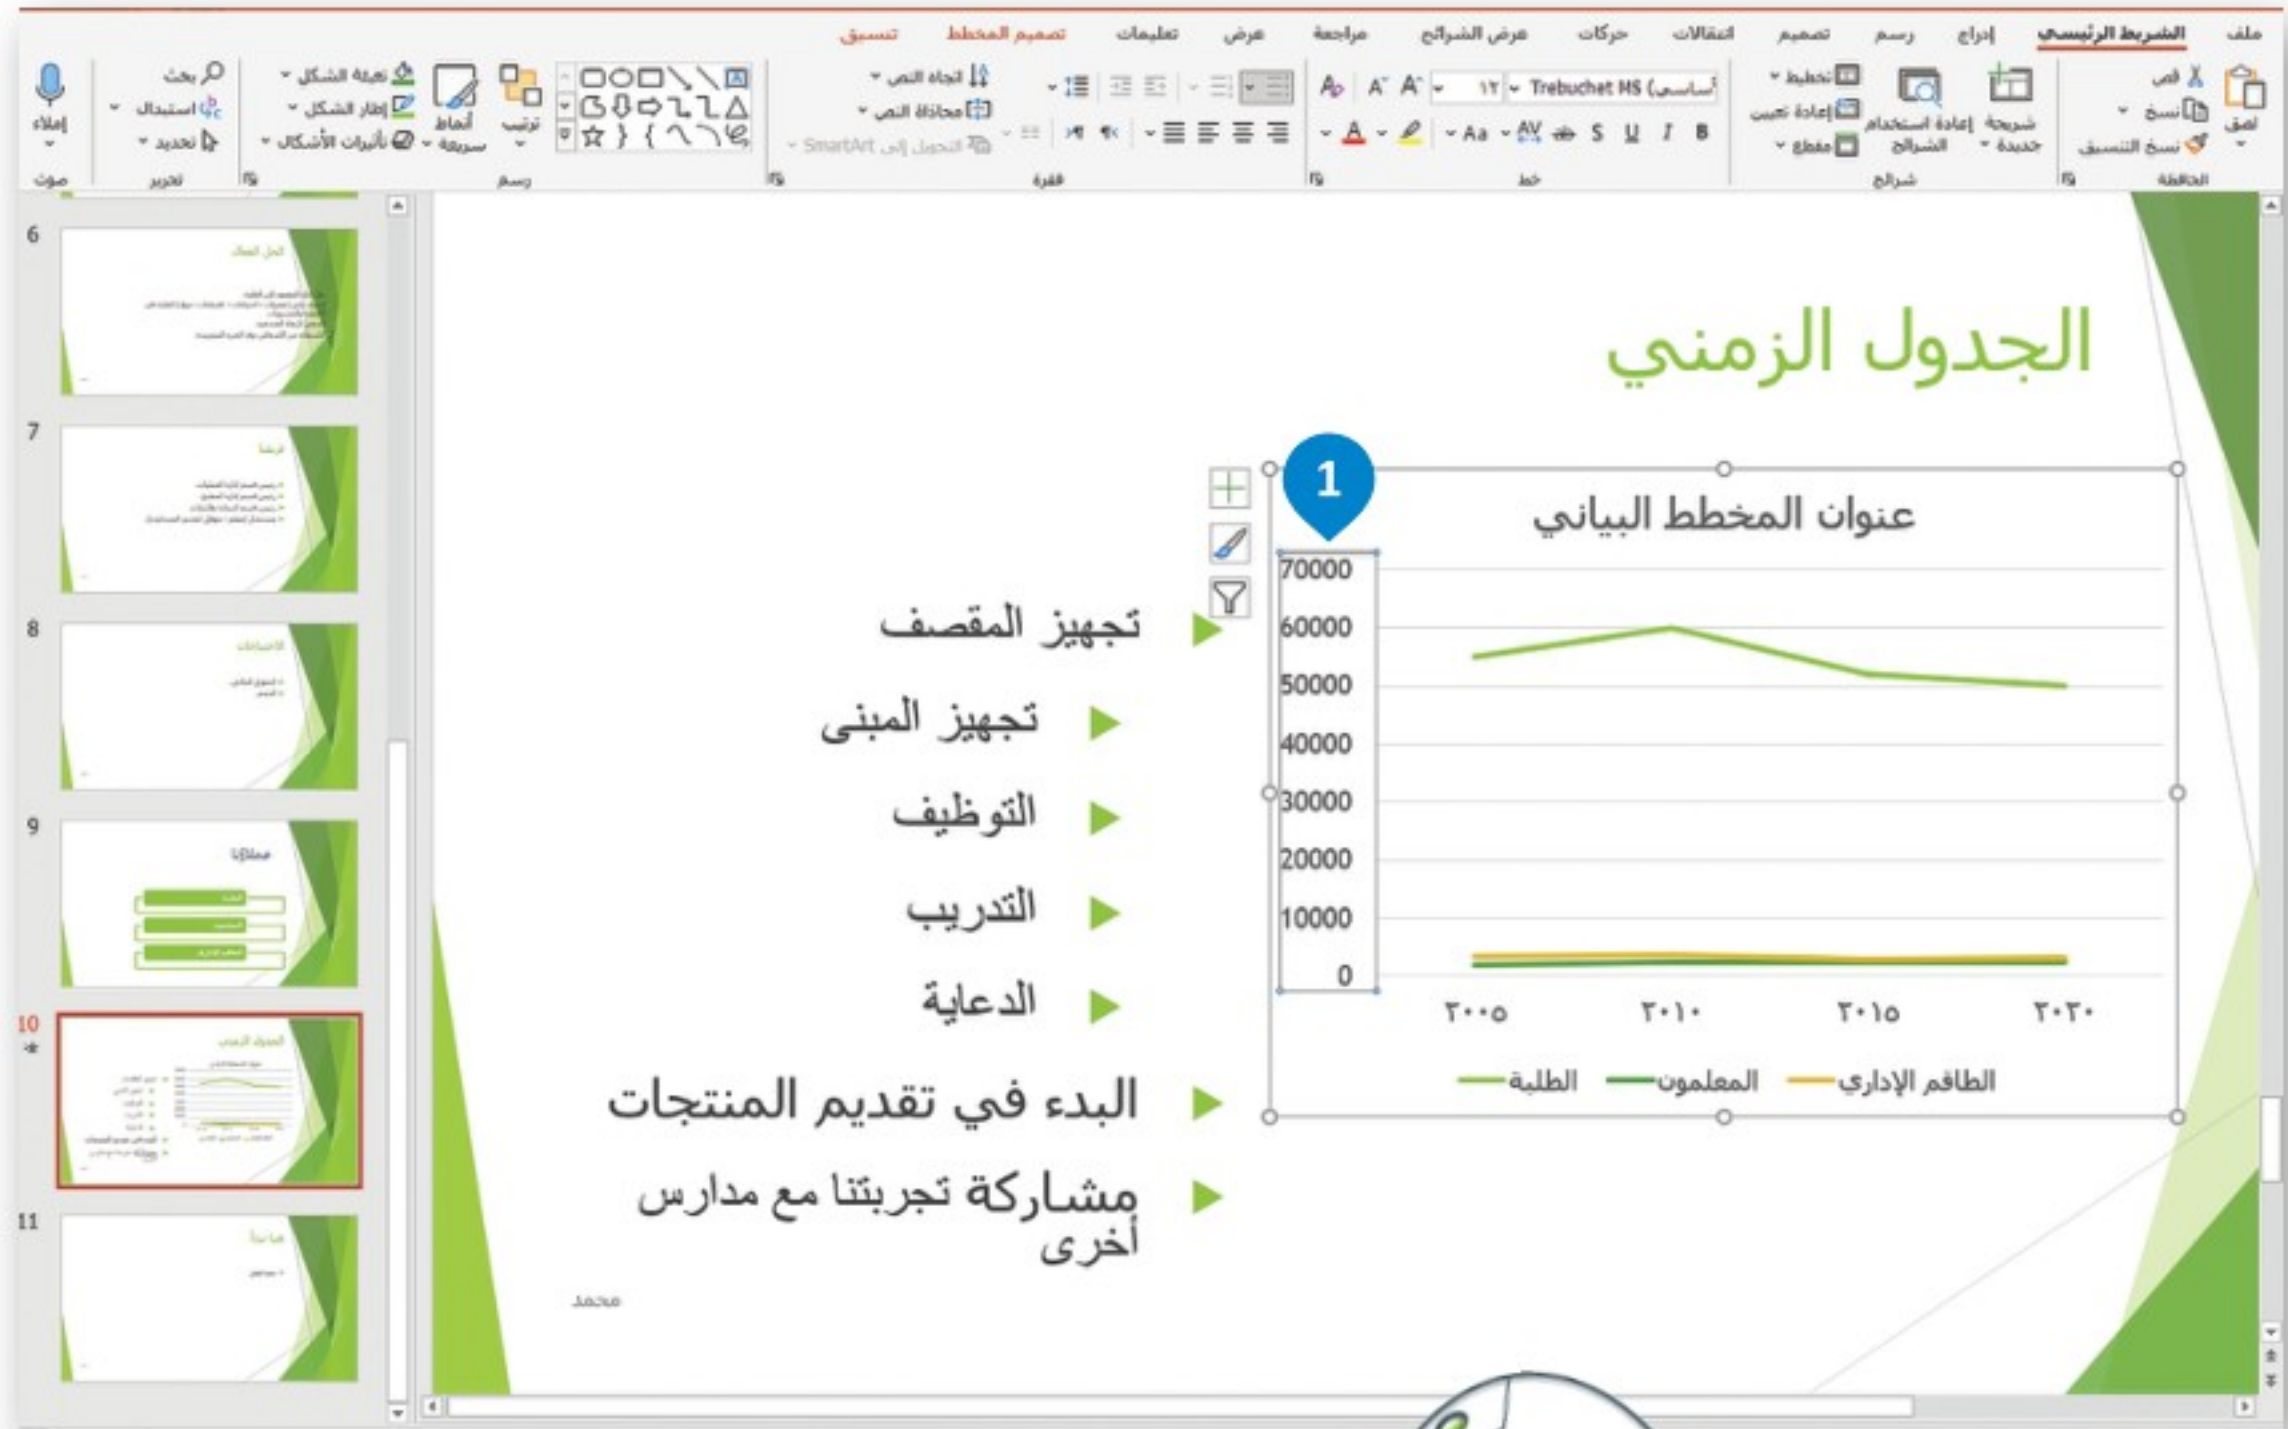 ملف الشريط الرئيسي إدراج رسم تصميم انتقالات حركات عرض الشرائح مراجعة عرض تعليمات تصميم المخطط تنسيق
لصق
قص
نسخ
نسخ التنسيق
الحافظة
شريحة جديدة
إعادة استخدام الشرائح
تخطيط
إعادة تعيين
مقطع
شرائح
Trebuchet MS (أساسي) ١٢
خط
اتجاه النص
محاذاة النص
التحويل إلى SmartArt
فقرة
ترتيب
أنماط سريعة
تعبئة الشكل
إطار الشكل
تأثيرات الأشكال
رسم
بحث
استبدال
تحديد
تحرير
إملاء
صوت
6
7
فريقنا
8
9
عملاؤنا
10
الجدول الزمني
11
الجدول الزمني
1
عنوان المخطط البياني
70000
60000
50000
40000
30000
20000
10000
0
٢٠٠٥ ٢٠١٠ ٢٠١٥ ٢٠٢٠
الطلبة المعلمون الطاقم الإداري
تجهيز المقصف
تجهيز المبنى
التوظيف
التدريب
الدعاية
البدء في تقديم المنتجات
مشاركة تجربتنا مع مدارس
أخرى
محمد